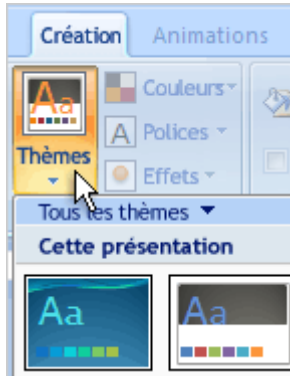 Création Animations
Aa Couleurs
A Polices
Thèmes Effets
Tous les thèmes
Cette présentation
Aa Aa